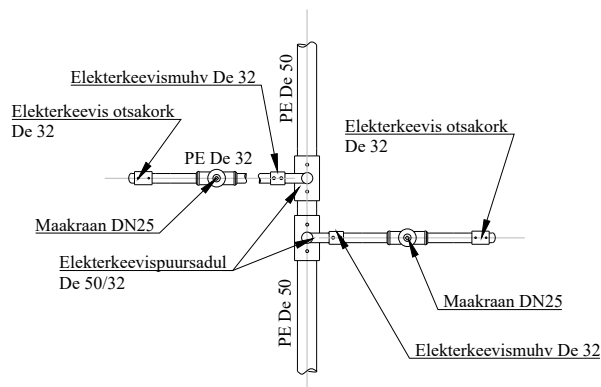 PE De 50
Elekterkeevismuhv De 32
Elekterkeevis otsakork
De 32
Elekterkeevis otsakork
De 32
PE De 32
Maakraan DN25
Elekterkeevispuursadul
De 50/32
PE De 50
Maakraan DN25
Elekterkeevismuhv De 32